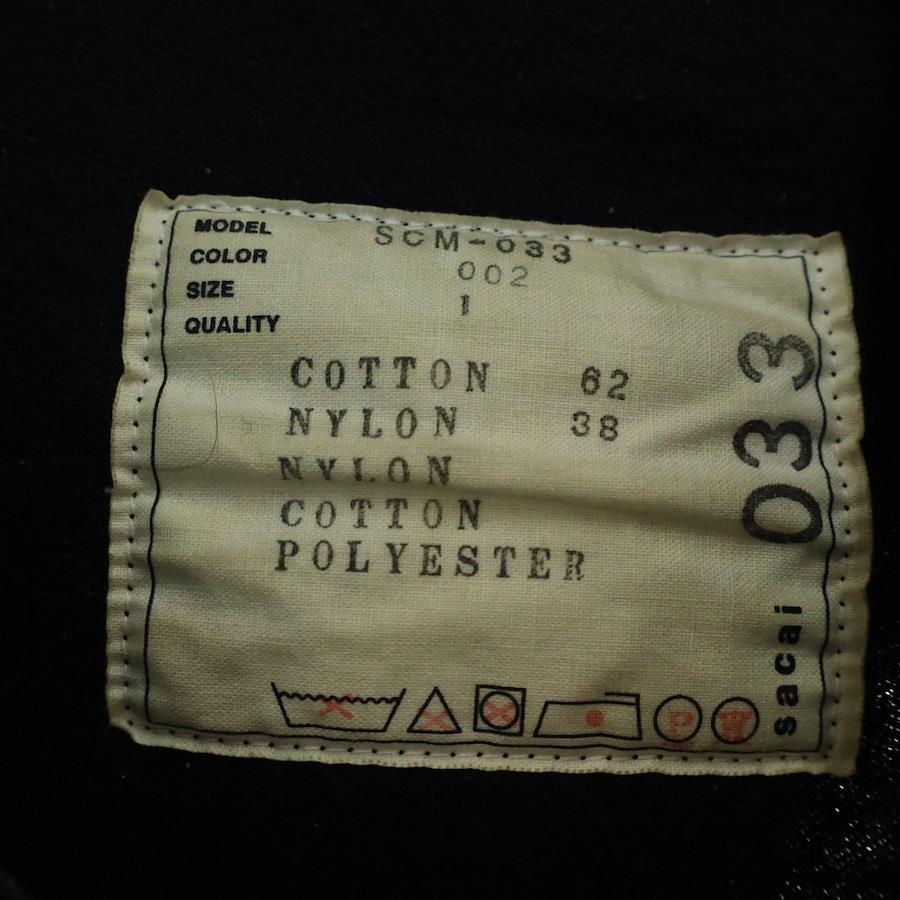 MODEL SCM-033
COLOR 002
SIZE 1
QUALITY
COTTON 62
NYLON 38
NYLON
COTTON
POLYESTER
P W
sacai 033